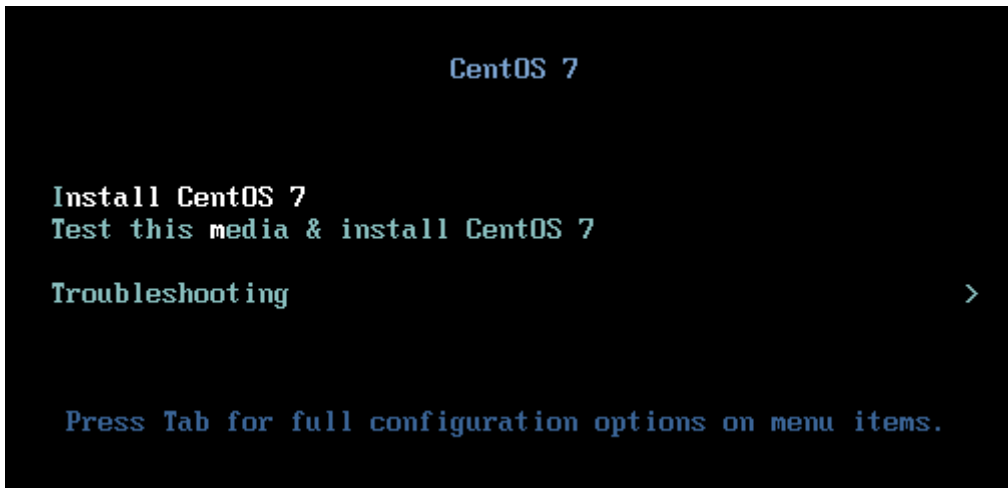 CentOS 7
Install CentOS 7
Test this media & install CentOS 7
Troubleshooting >
Press Tab for full configuration options on menu items.